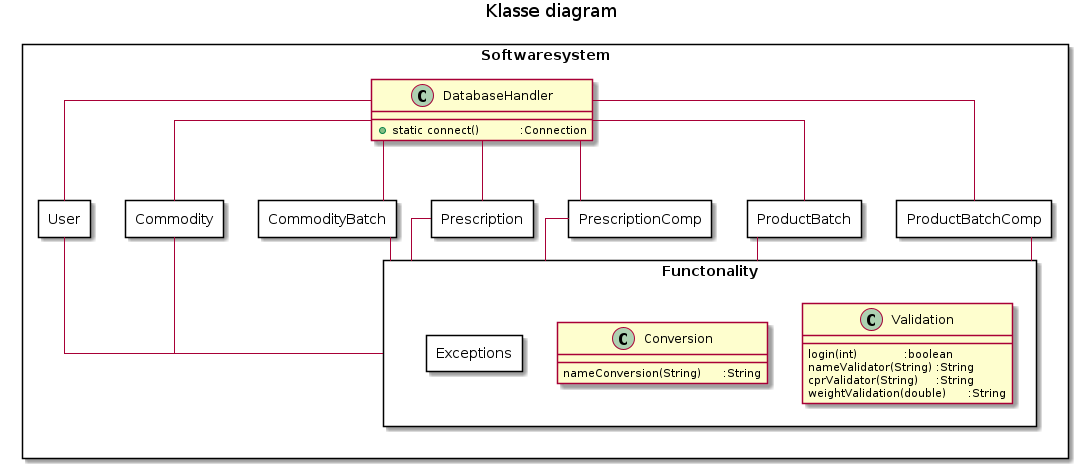 Klasse diagram
Softwaresystem
C DatabaseHandler
static connect() :Connection
User
Commodity
CommodityBatch
Prescription
PrescriptionComp
ProductBatch
ProductBatchComp
Functonality
Exceptions
C Conversion
nameConversion(String) :String
C Validation
login(int) :boolean
nameValidator(String) :String
cprValidator(String) :String
weightValidation(double) :String